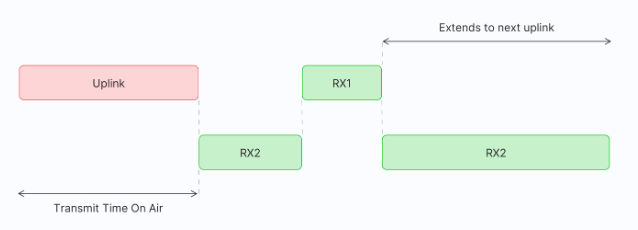 Extends to next uplink
Uplink
RX1
RX2
RX2
Transmit Time On Air